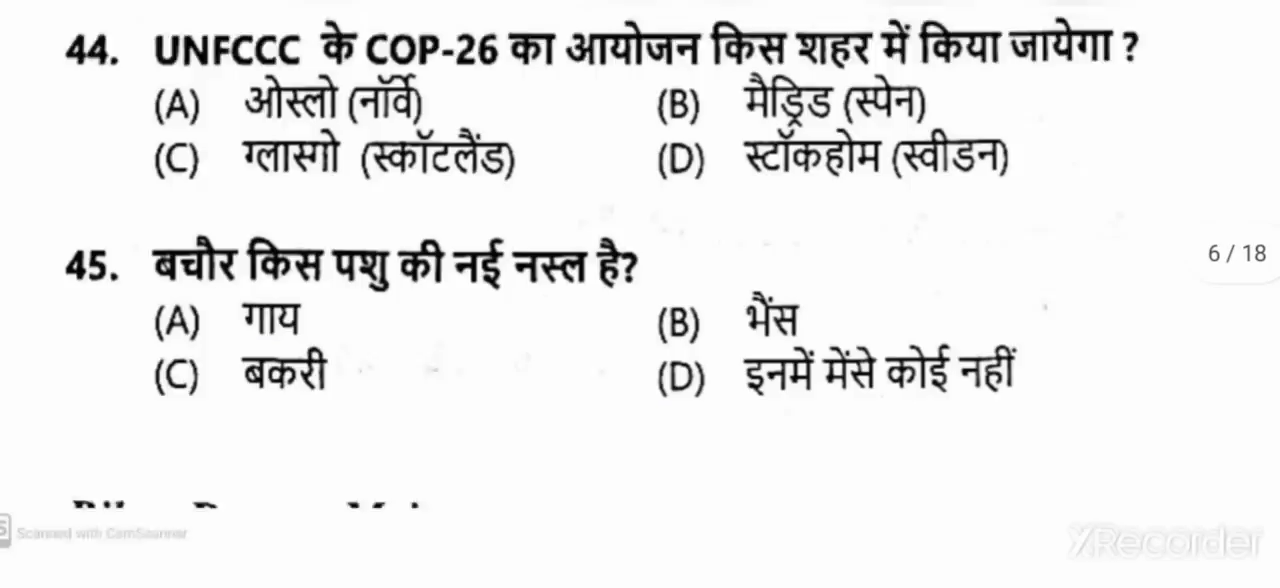 44. UNFCCC के COP-26 का आयोजन किस शहर में किया जायेगा ?
(A) ओस्लो (नॉर्वे) (B) मैड्रिड (स्पेन)
(C) ग्लास्गो (स्कॉटलैंड) (D) स्टॉकहोम (स्वीडन)
45. बचौर किस पशु की नई नस्ल है?
6 / 18
(A) गाय (B) भैंस
(C) बकरी (D) इनमें मेंसे कोई नहीं
Scanned with CamScanner
XRecorder